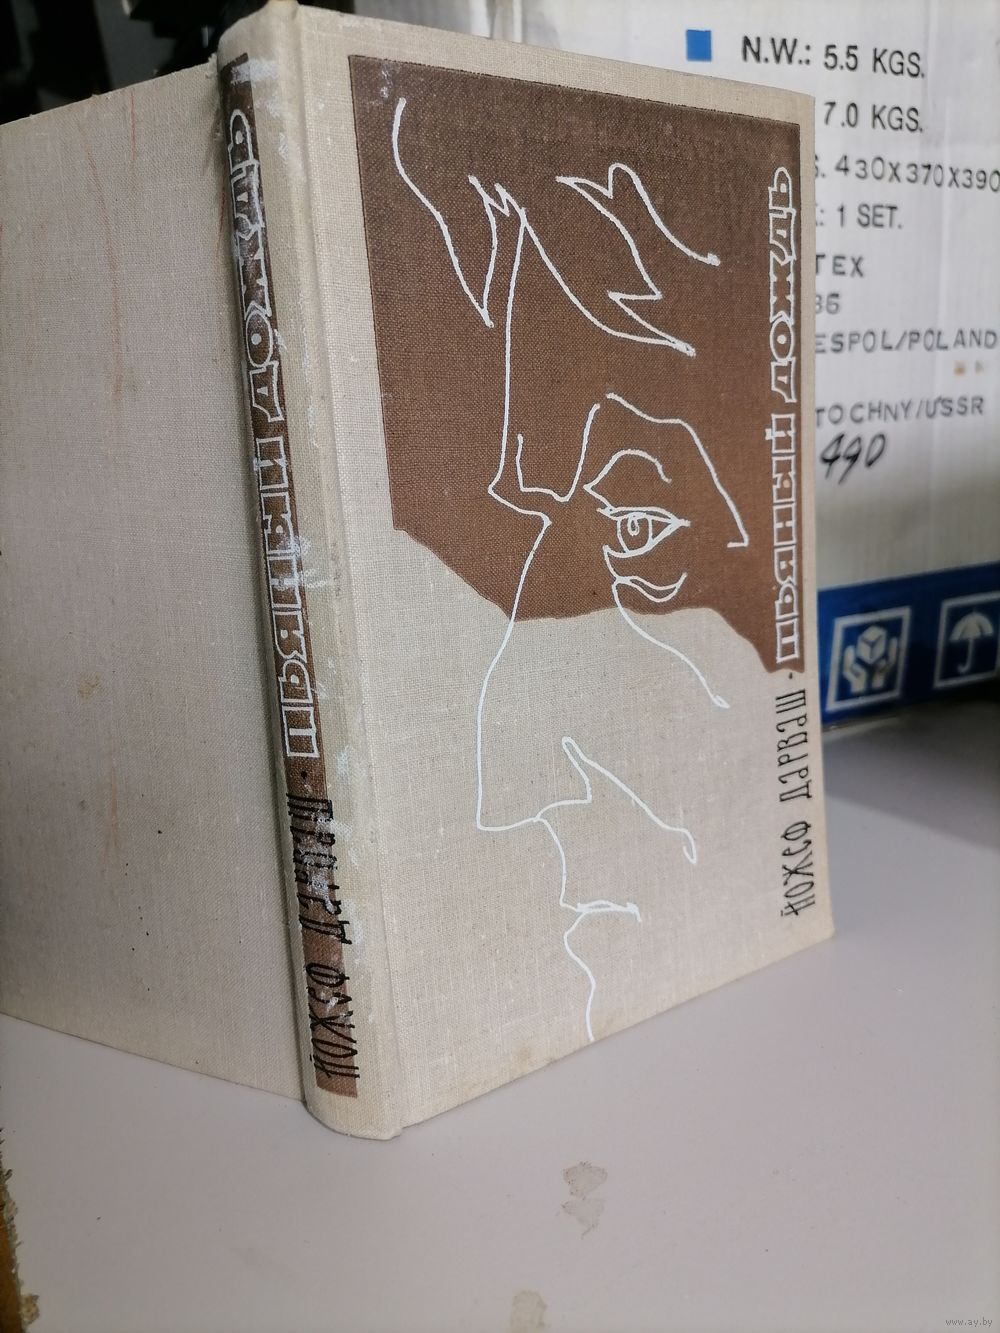 ЙОЖЕФ ДАРВАШ · ПЬЯНЫЙ ДОЖДЬ
ЙОЖЕФ ДАРВАШ · ПЬЯНЫЙ ДОЖДЬ
N.W.: 5.5 KGS.
7.0 KGS.
S. 430X370X390
: 1 SET.
TEX
86
ESPOL/POLAND
TOCHNY/USSR
490
www.ay.by